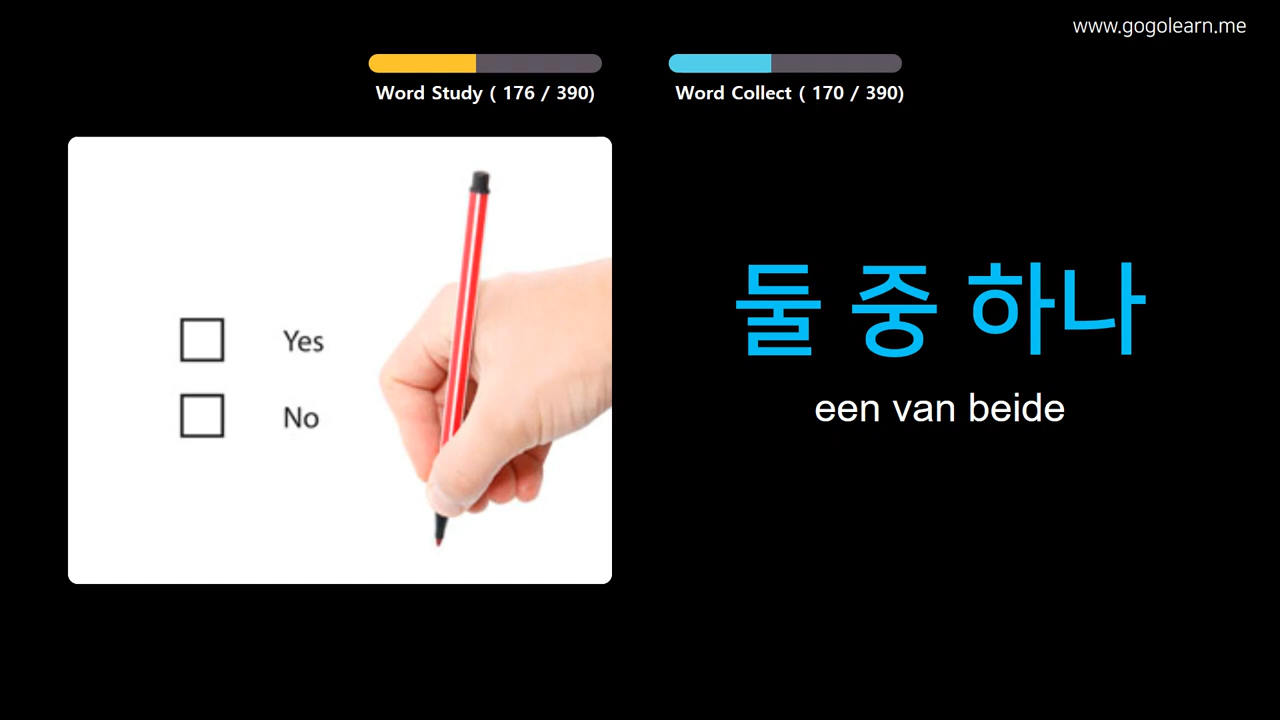 www.gogolearn.me
Word Study ( 176 / 390)
Word Collect ( 170 / 390)
Yes
No
둘 중 하나
een van beide